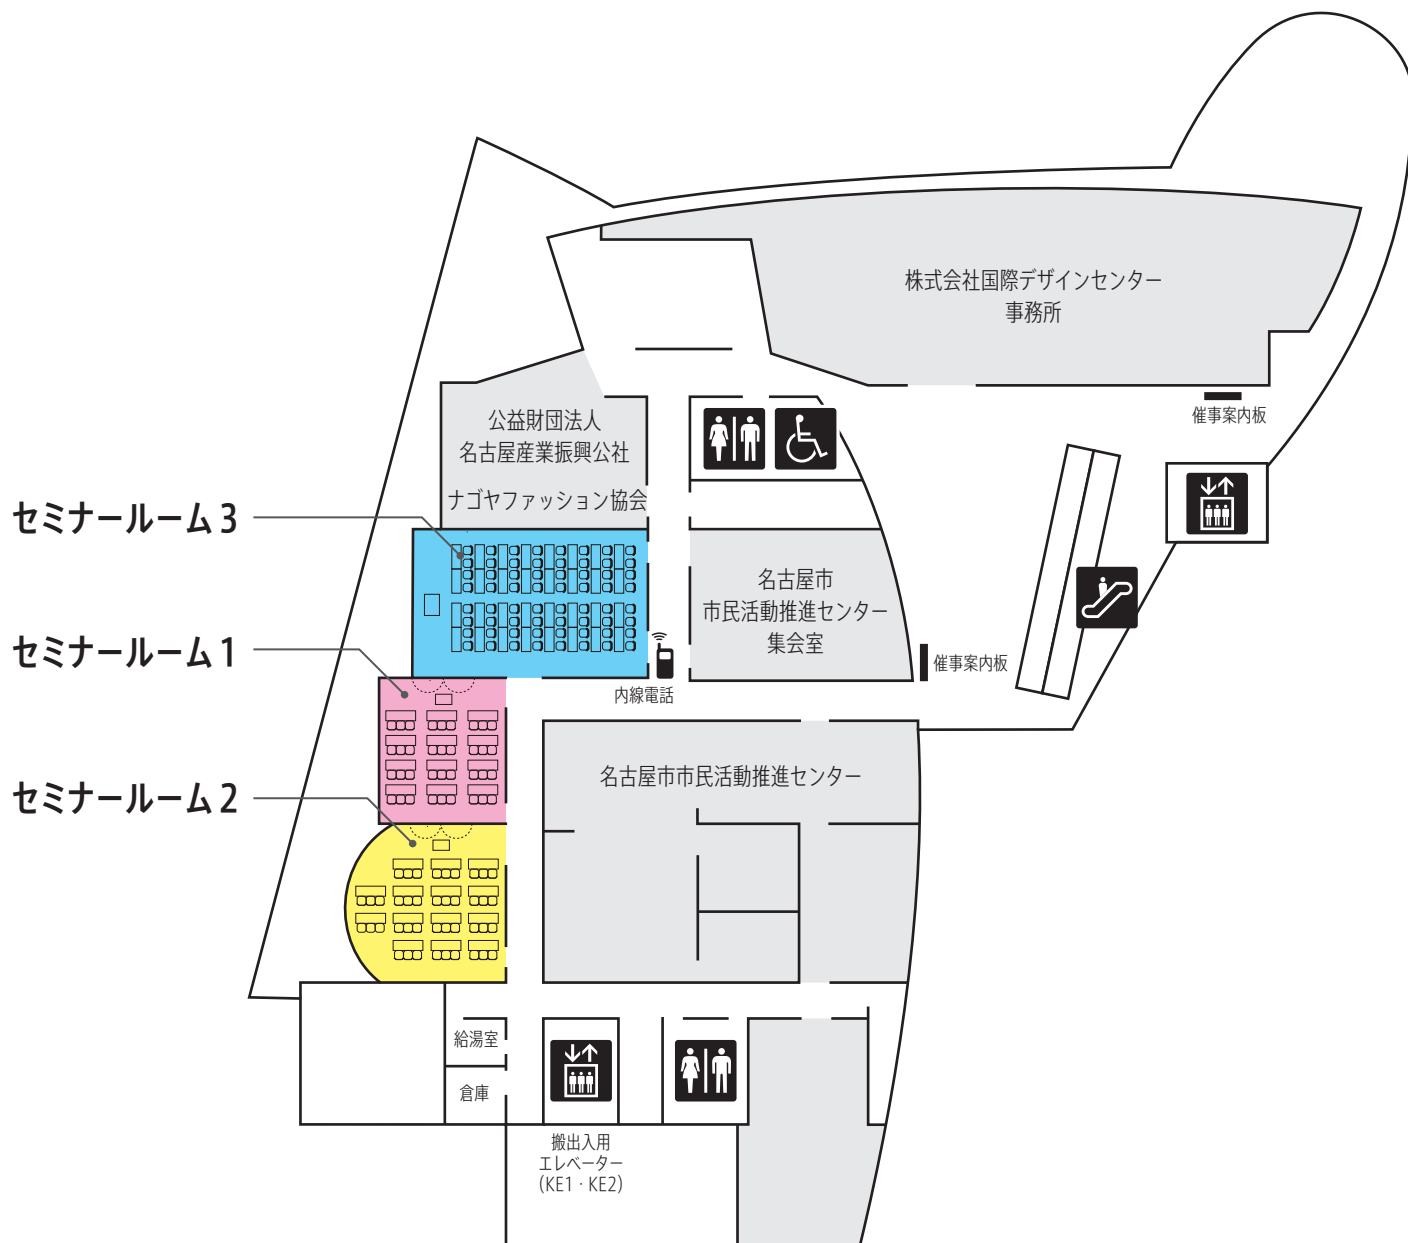 株式会社国際デザインセンター
事務所
催事案内板
公益財団法人
名古屋産業振興公社
ナゴヤファッション協会
セミナールーム3
名古屋市
市民活動推進センター
集会室
セミナールーム1
催事案内板
内線電話
名古屋市市民活動推進センター
セミナールーム2
給湯室
倉庫
搬出入用
エレベーター
(KE1・KE2)